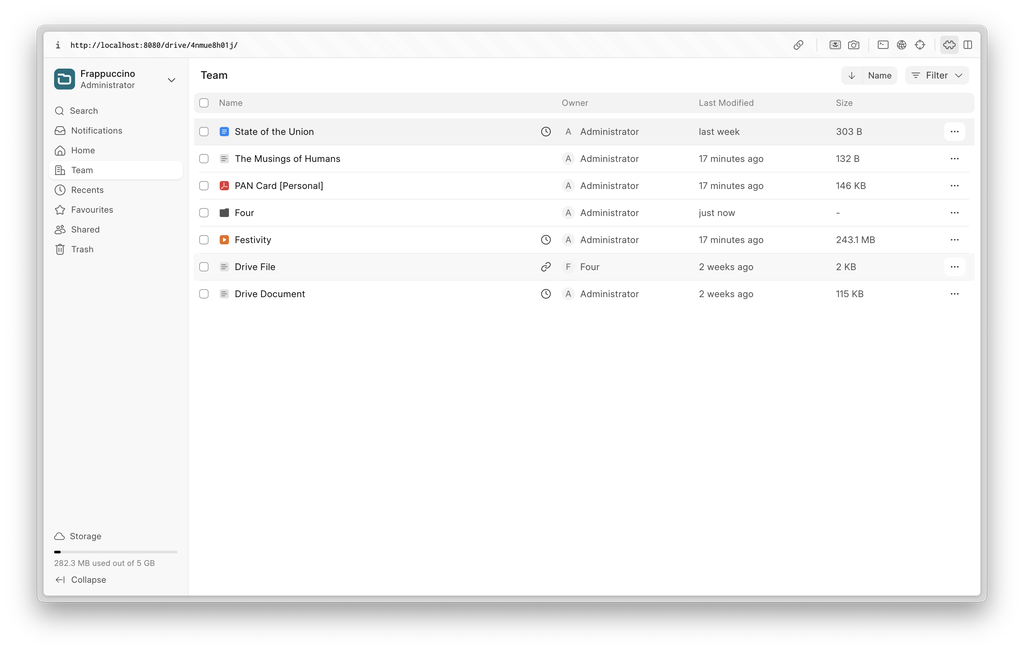 i http://localhost:8080/drive/4nmue8h01j/
Frappuccino
Administrator
Team
Name
Filter
Search
Notifications
Home
Team
Recents
Favourites
Shared
Trash
Name Owner Last Modified Size
State of the Union A Administrator last week 303 B
The Musings of Humans A Administrator 17 minutes ago 132 B
PAN Card [Personal] A Administrator 17 minutes ago 146 KB
Four A Administrator just now -
Festivity A Administrator 17 minutes ago 243.1 MB
Drive File F Four 2 weeks ago 2 KB
Drive Document A Administrator 2 weeks ago 115 KB
Storage
282.3 MB used out of 5 GB
Collapse